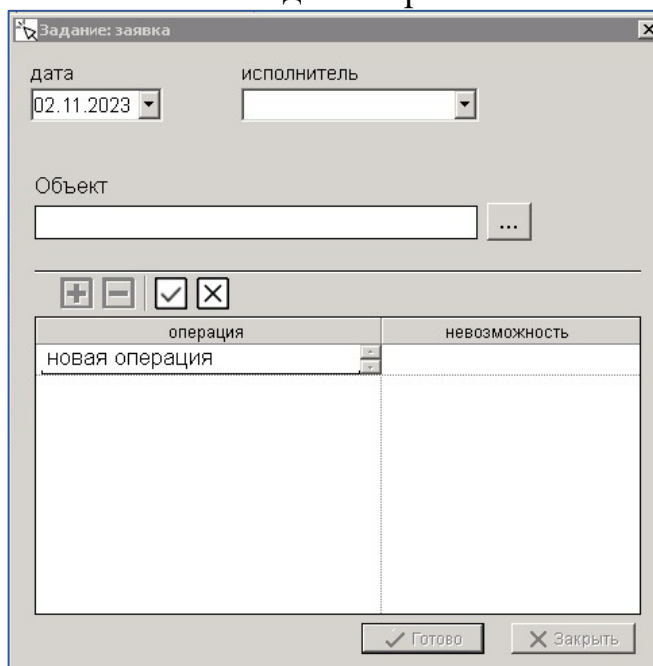 Задание: заявка
дата исполнитель
02.11.2023
Объект
...
операция невозможность
новая операция
Готово Закрыть